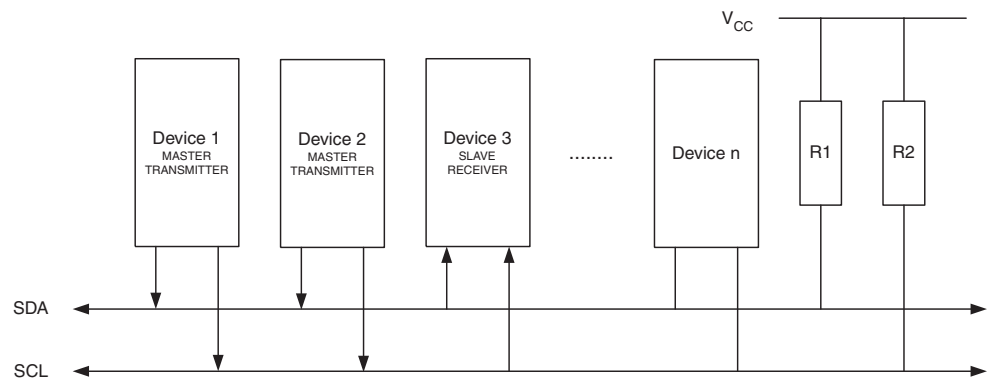 V_CC
Device 1
MASTER
TRANSMITTER
Device 2
MASTER
TRANSMITTER
Device 3
SLAVE
RECEIVER
........
Device n
R1
R2
SDA
SCL